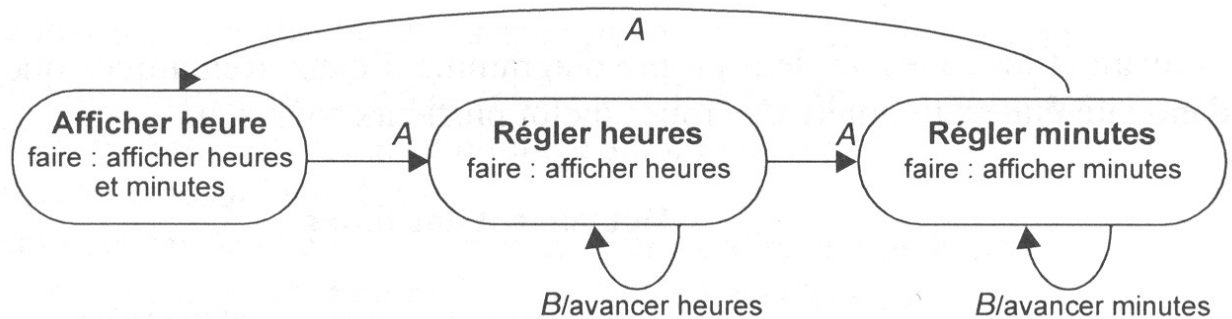 A
Afficher heure
faire : afficher heures
et minutes
A
Régler heures
faire : afficher heures
A
Régler minutes
faire : afficher minutes
B/avancer heures
B/avancer minutes